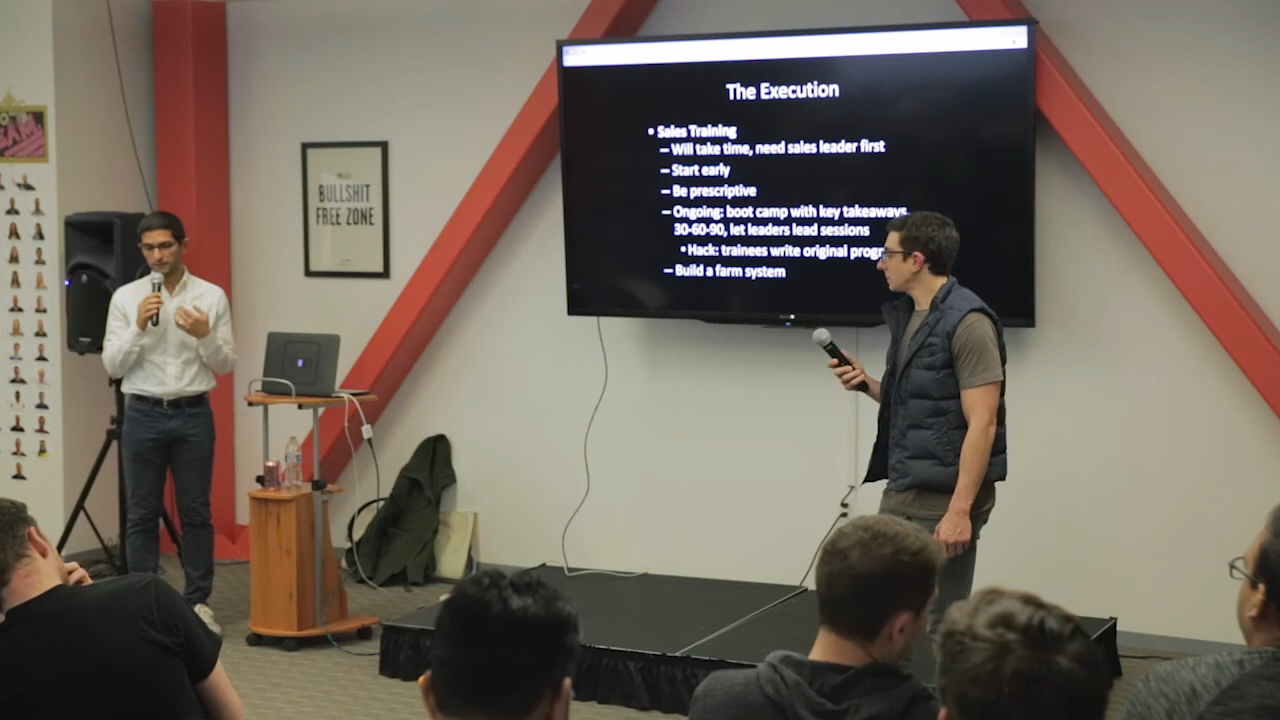 The Execution
• Sales Training
– Will take time, need sales leader first
– Start early
– Be prescriptive
– Ongoing: boot camp with key takeaways,
30-60-90, let leaders lead sessions
• Hack: trainees write original progr
– Build a farm system
BULLSHIT
FREE ZONE